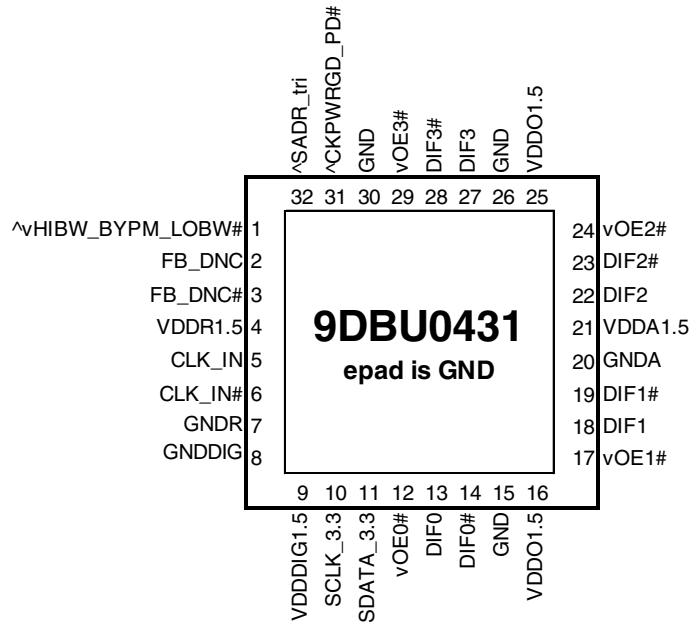 ^SADR_tri
^CKPWRGD_PD#
GND
vOE3#
DIF3#
DIF3
GND
VDDO1.5
32 31 30 29 28 27 26 25
^vHIBW_BYPM_LOBW# 1
FB_DNC 2
FB_DNC# 3
VDDR1.5 4
CLK_IN 5
CLK_IN# 6
GNDR 7
GNDDIG 8
9DBU0431
epad is GND
24 vOE2#
23 DIF2#
22 DIF2
21 VDDA1.5
20 GNDA
19 DIF1#
18 DIF1
17 vOE1#
9 10 11 12 13 14 15 16
VDDDIG1.5
SCLK_3.3
SDATA_3.3
vOE0#
DIF0
DIF0#
GND
VDDO1.5